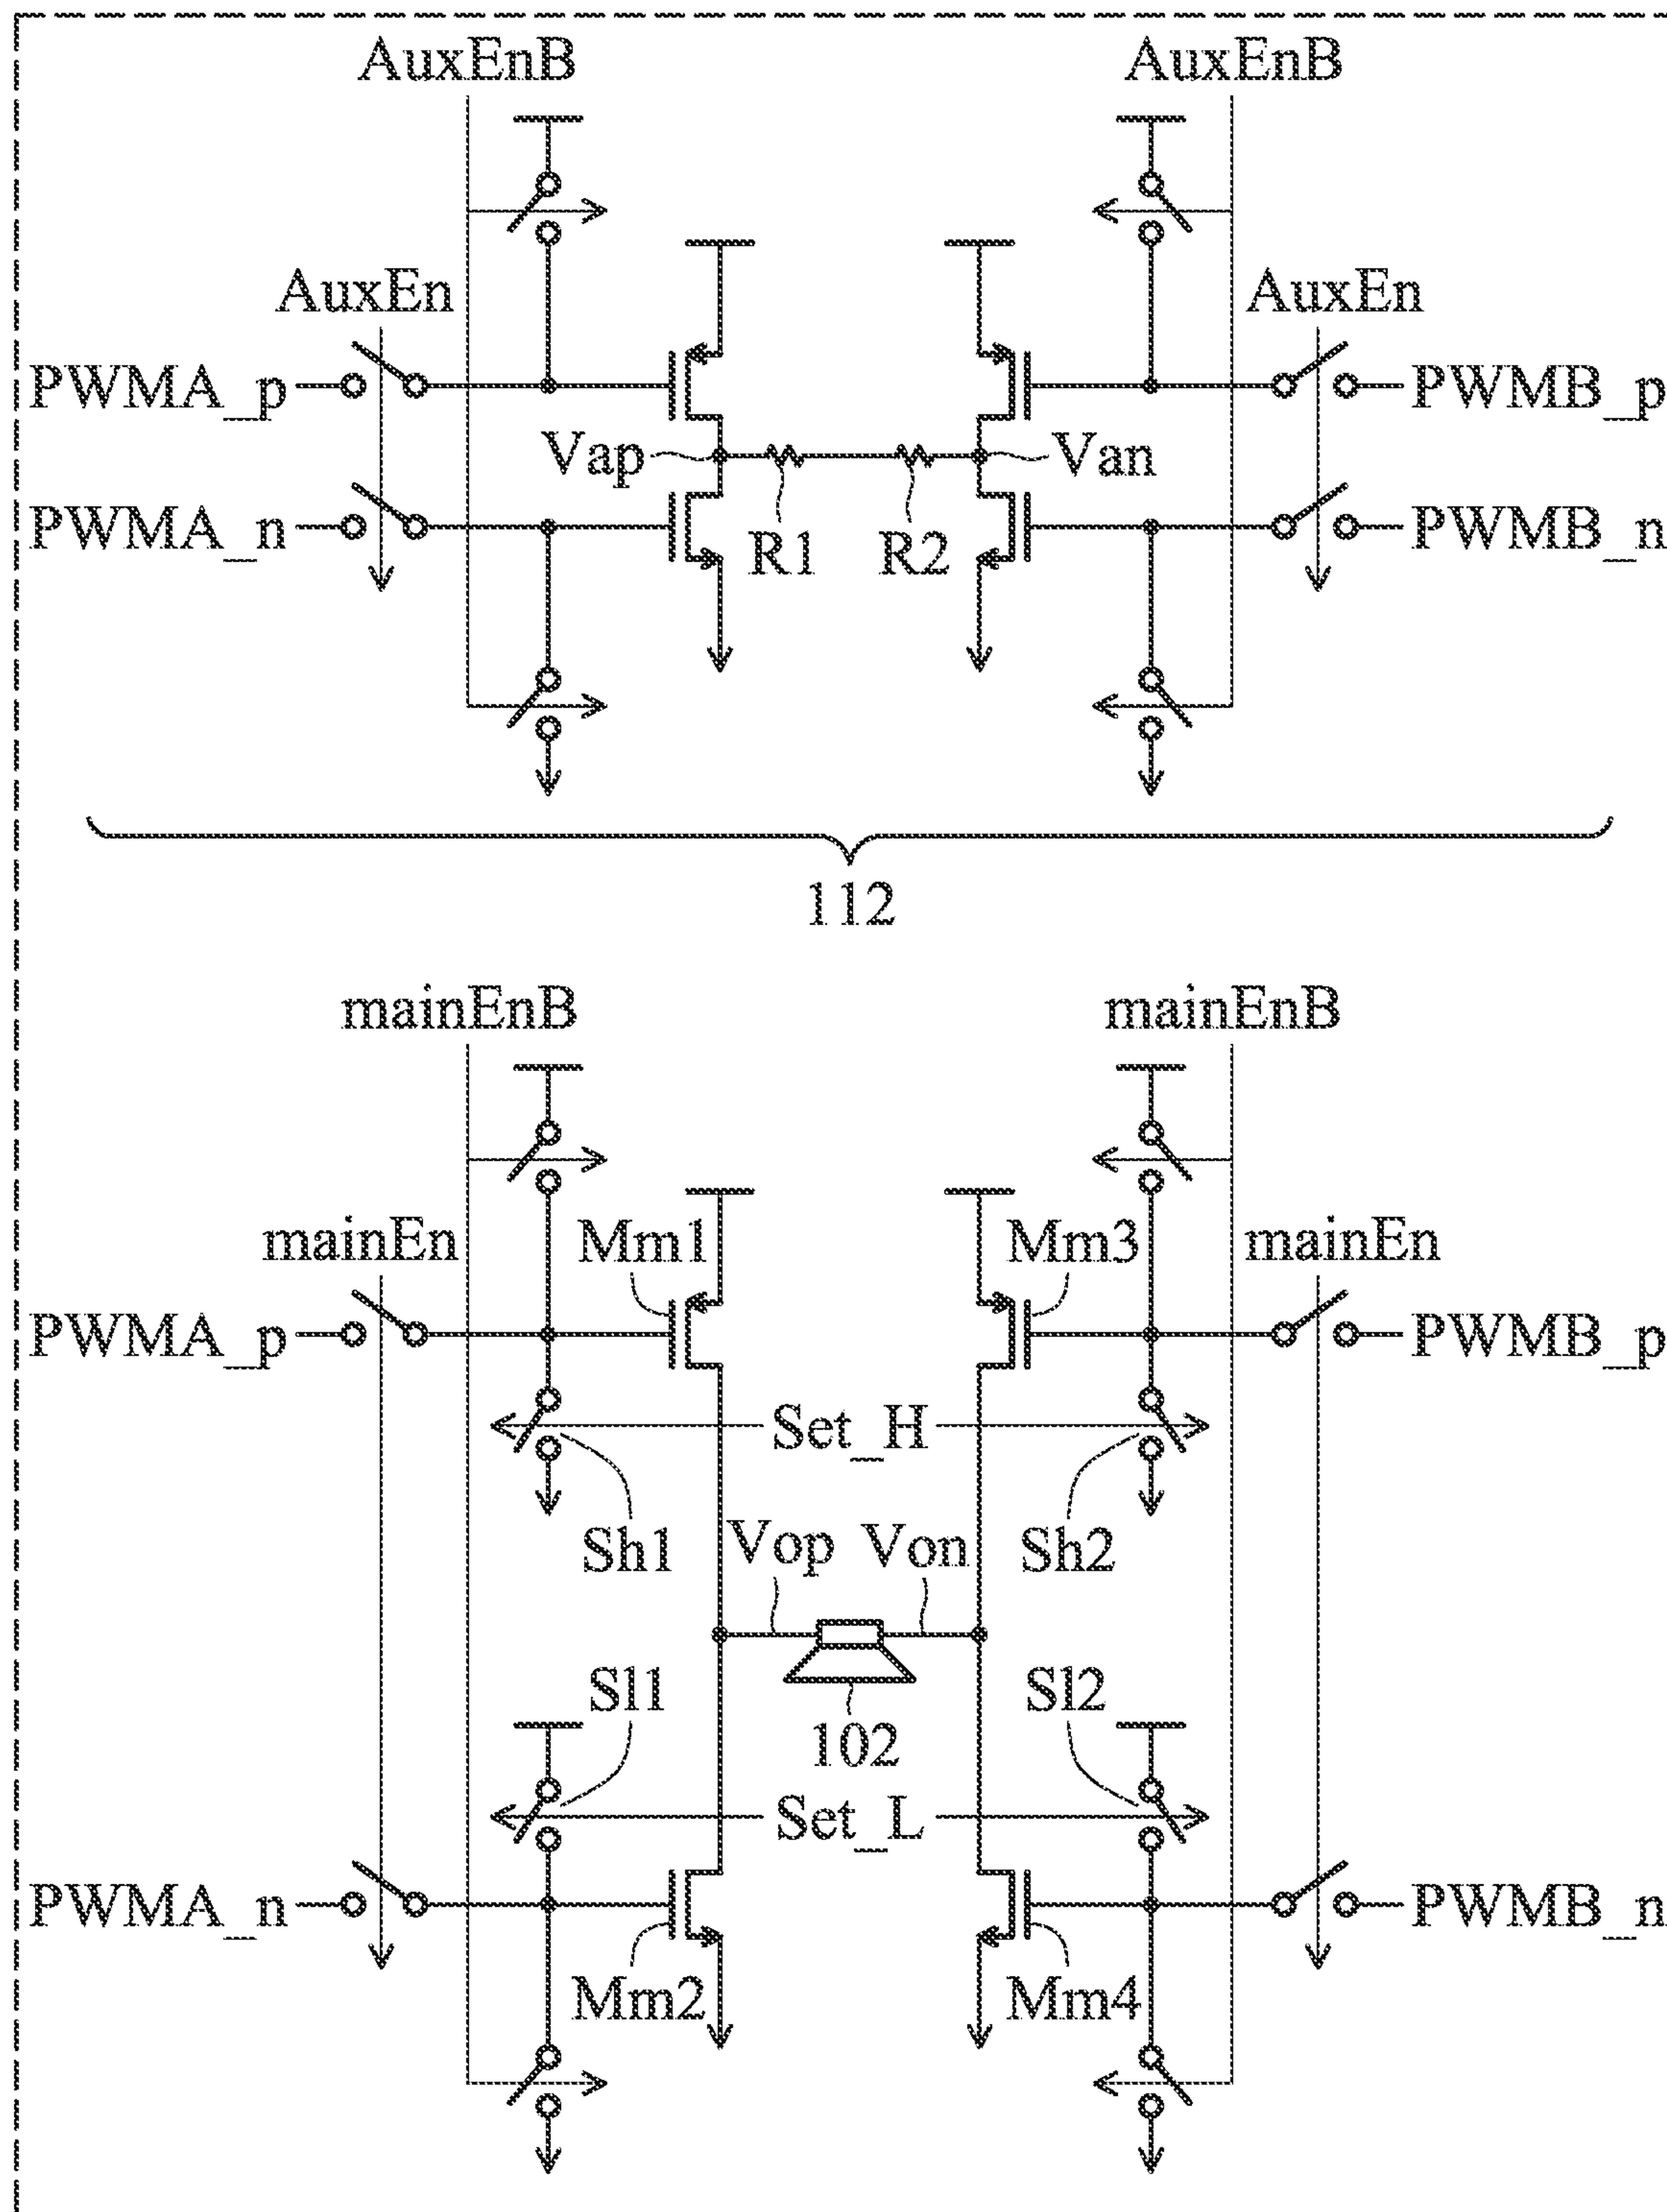 AuxEnB AuxEnB
AuxEn AuxEn
PWMA_p PWMB_p
Vap Van
PWMA_n PWMB_n
R1 R2
112
mainEnB mainEnB
mainEn Mm1 Mm3 mainEn
PWMA_p PWMB_p
Set_H
Sh1 Vop Von Sh2
Sl1 Sl2
102
Set_L
PWMA_n PWMB_n
Mm2 Mm4